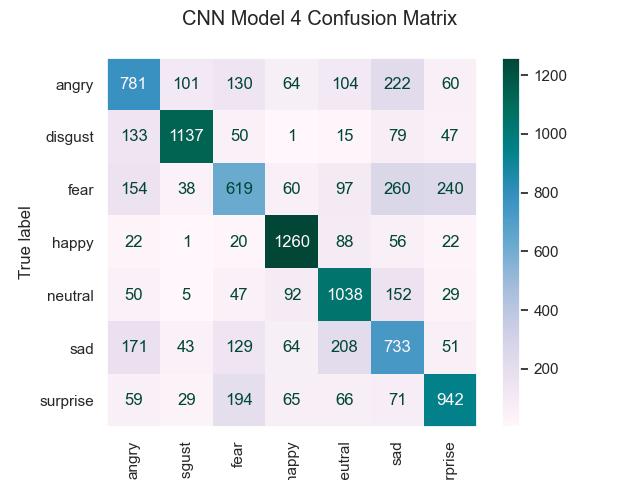 CNN Model 4 Confusion Matrix
angry 781 101 130 64 104 222 60
disgust 133 1137 50 1 15 79 47
fear 154 38 619 60 97 260 240
happy 22 1 20 1260 88 56 22
neutral 50 5 47 92 1038 152 29
sad 171 43 129 64 208 733 51
surprise 59 29 194 65 66 71 942
True label
angry sgust fear appy eutral sad rprise
1200
1000
800
600
400
200